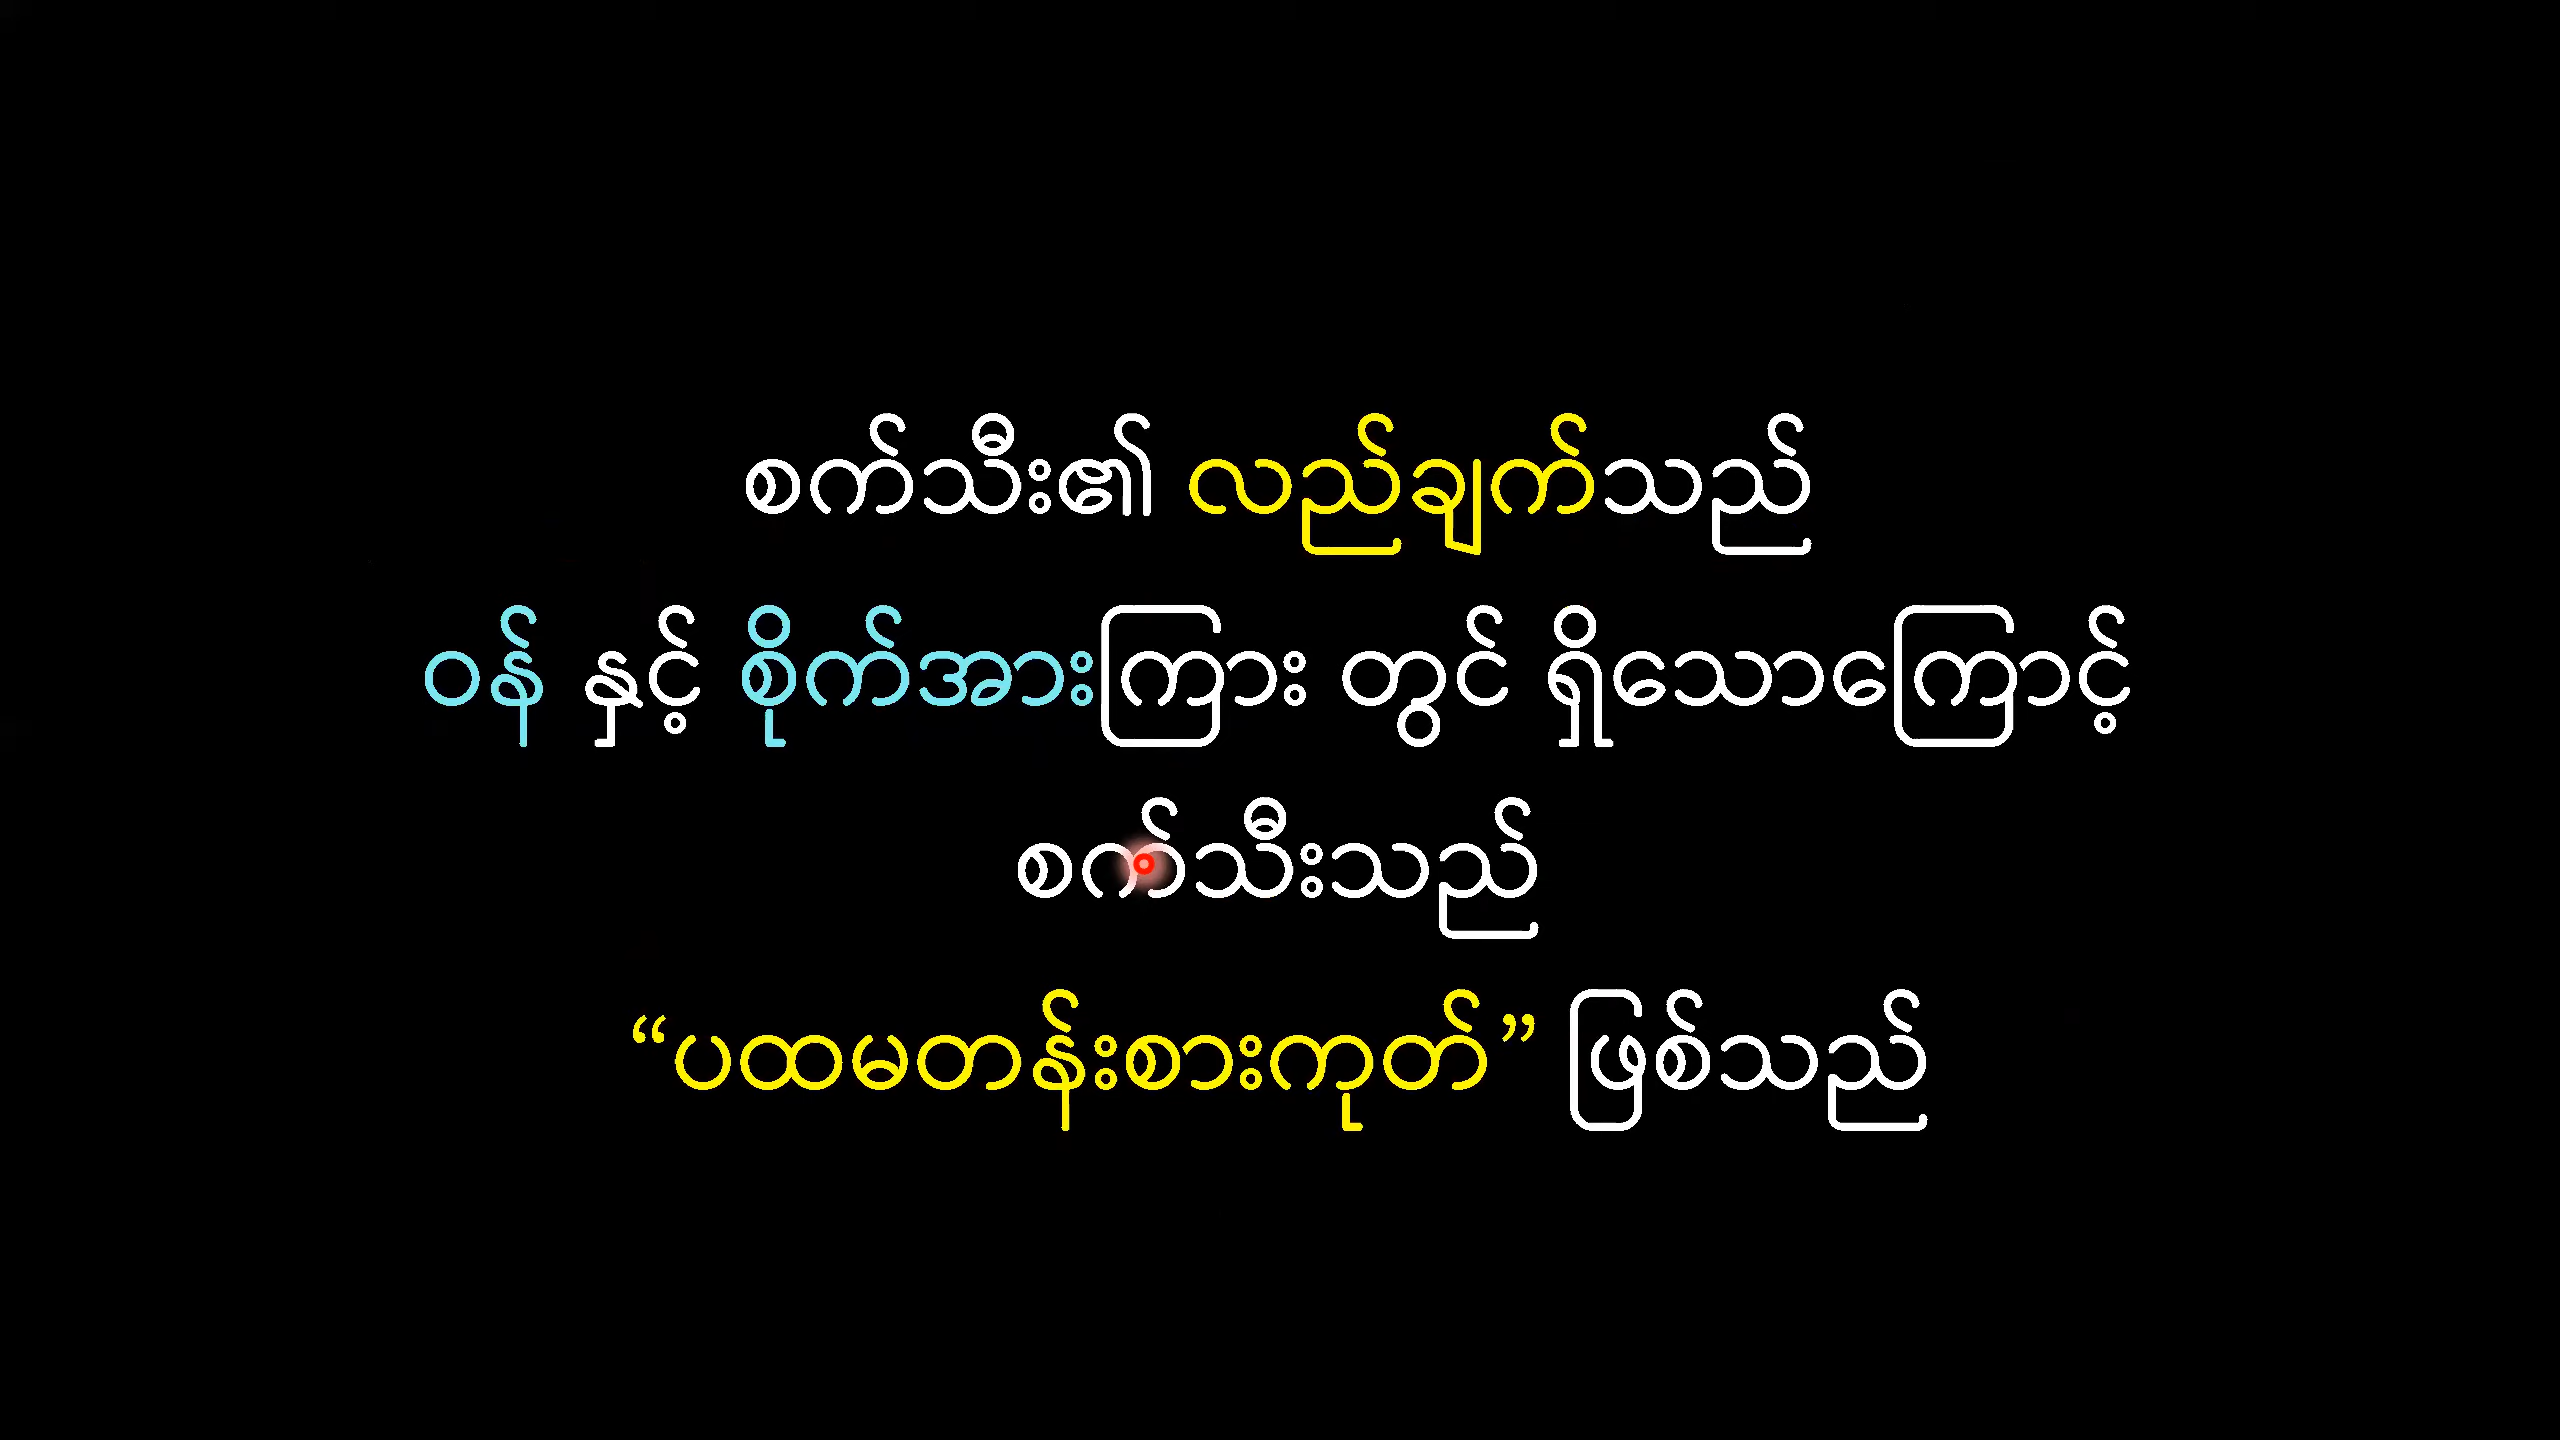 စက်သီး၏ လည်ချက်သည်
ဝန် နှင့် စိုက်အားကြား တွင် ရှိသောကြောင့်
စက်သီးသည်
“ပထမတန်းစားကုတ်” ဖြစ်သည်